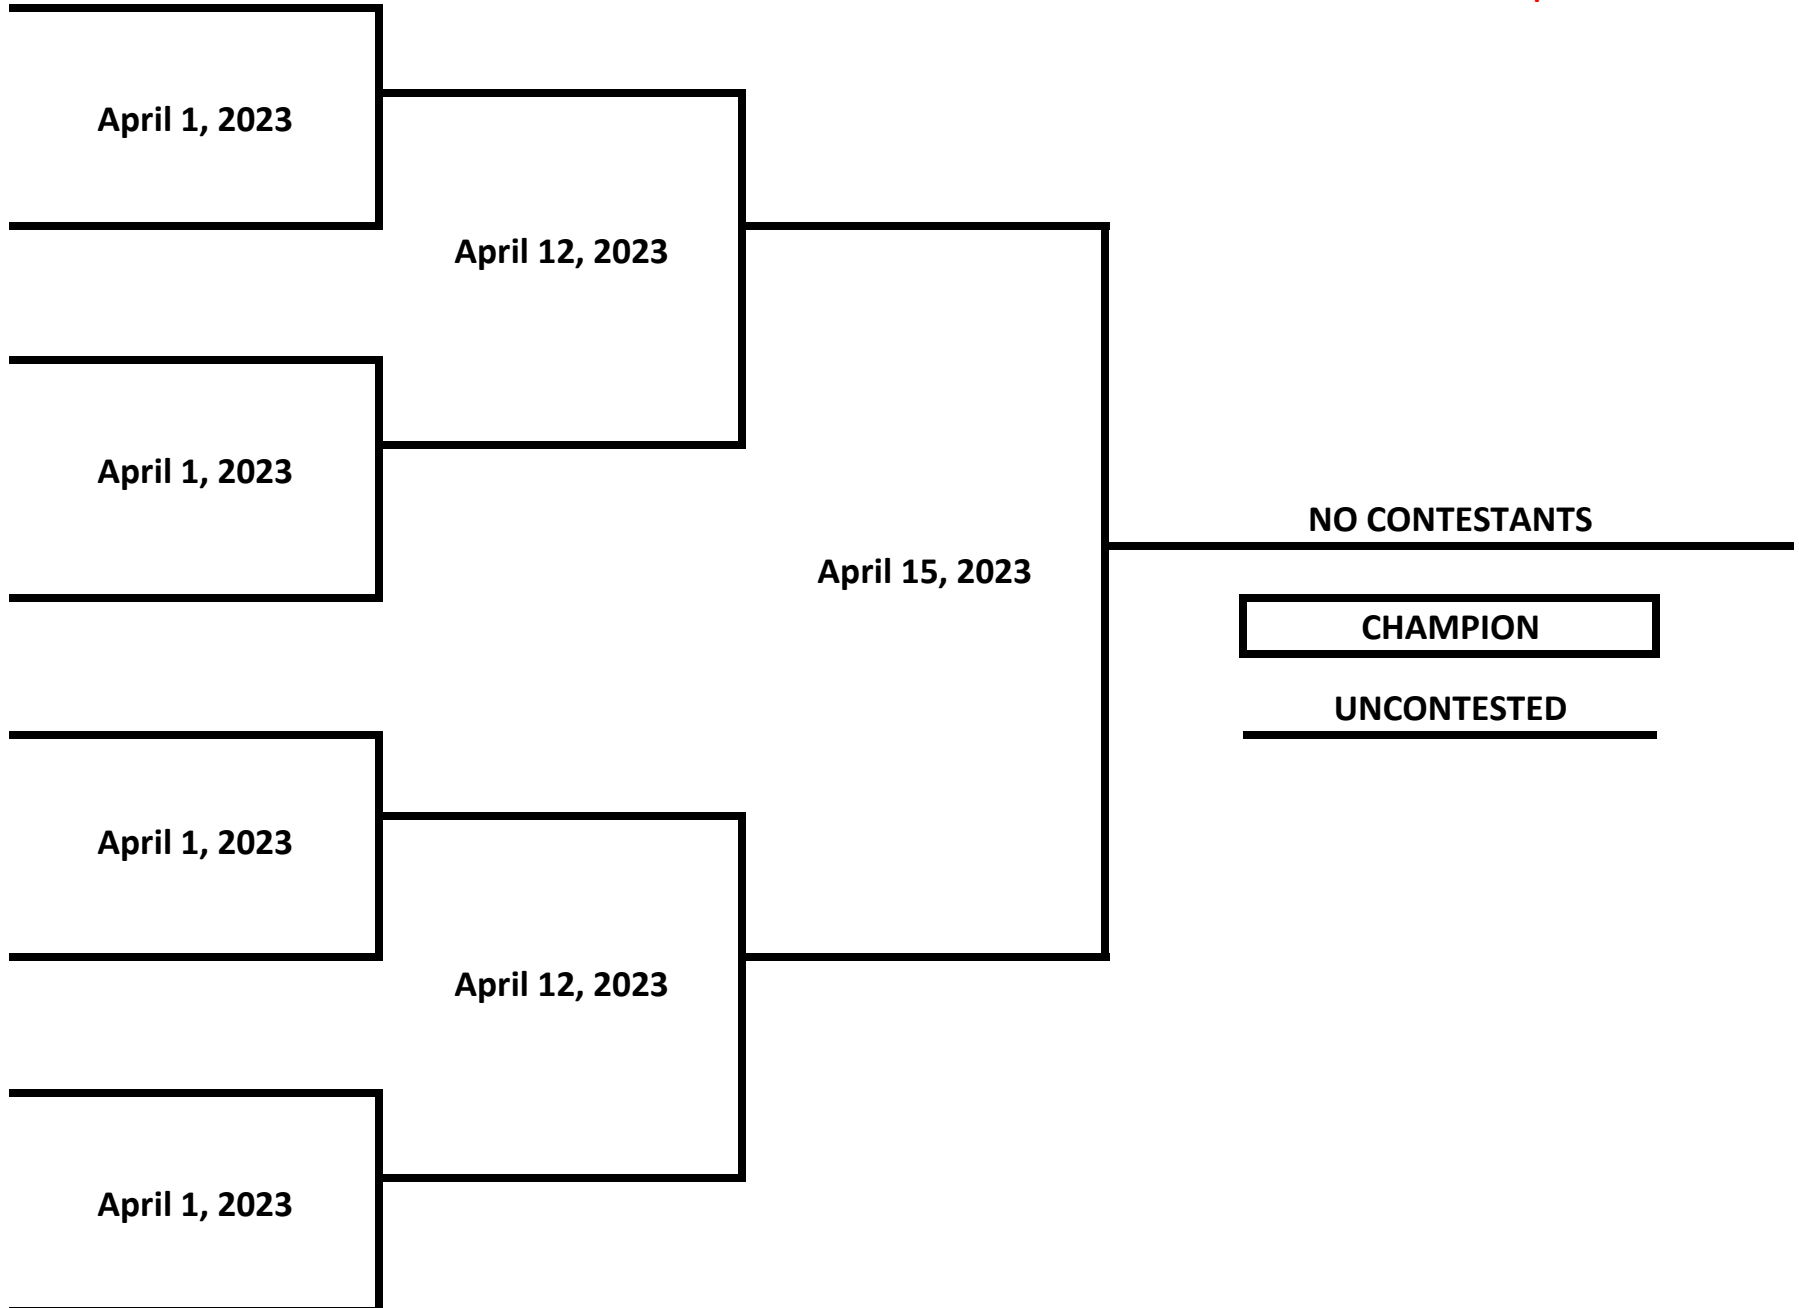 April 1, 2023
April 12, 2023
April 1, 2023
NO CONTESTANTS
April 15, 2023
CHAMPION
UNCONTESTED
April 1, 2023
April 12, 2023
April 1, 2023